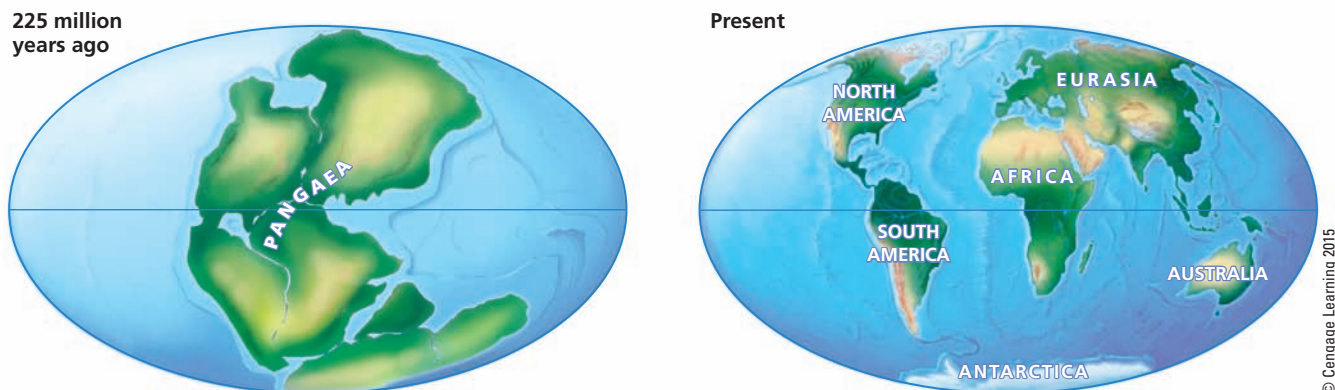 225 million
years ago
PANGAEA
Present
NORTH
AMERICA
EURASIA
AFRICA
SOUTH
AMERICA
AUSTRALIA
ANTARCTICA
© Cengage Learning 2015